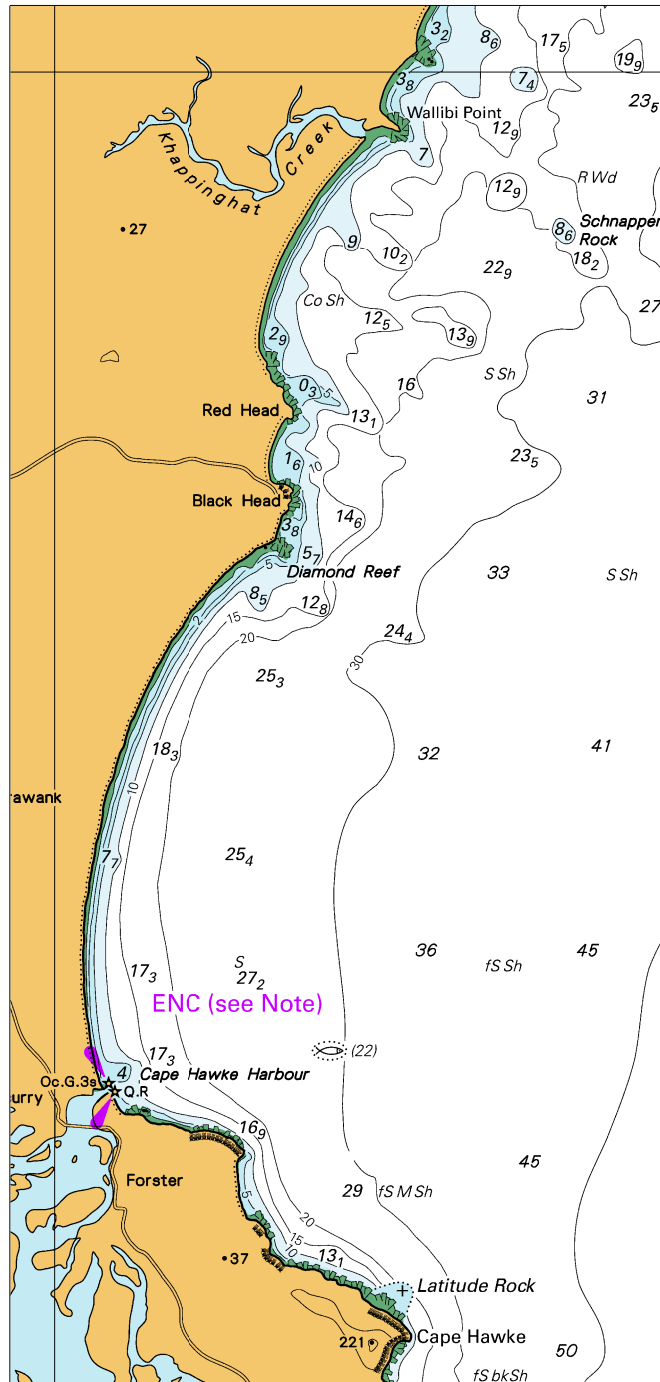 3₂
8₆
17₅
19₉
3₈
7₄
23₅
Wallibi Point
12₉
7
Khappinghat Creek
R Wd
12₉
27
8₆
Schnapper
Rock
9
10₂
18₂
22₉
Co Sh
12₅
27
2₉
13₉
S Sh
0₃
5
16
31
Red Head
13₁
1₆
10
23₅
Black Head
14₆
3₈
5₇
5
Diamond Reef
33
S Sh
8₅
12₈
2
15
20
24₄
30
25₃
18₃
32
41
10
rawank
7₇
25₄
36
45
S
fS Sh
17₃
27₂
ENC (see Note)
17₃
(22)
4
Cape Hawke Harbour
Oc.G.3s
Q.R
urry
16₉
45
Forster
5
29
fS M Sh
20
15
10
13₁
37
Latitude Rock
221
Cape Hawke
50
fS bk Sh